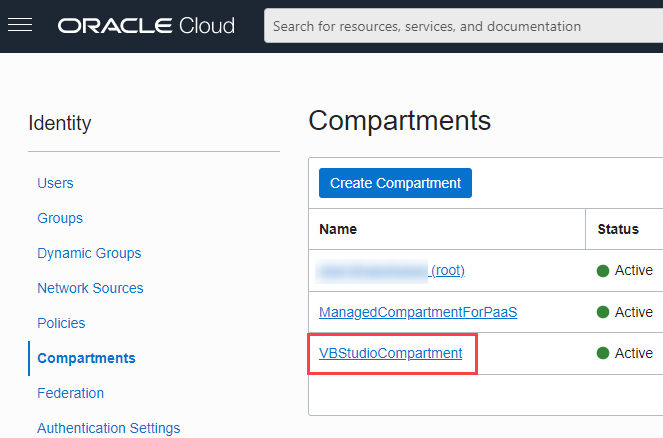 ORACLE Cloud
Search for resources, services, and documentation
Identity
Users
Groups
Dynamic Groups
Network Sources
Policies
Compartments
Federation
Authentication Settings
Compartments
Create Compartment
Name Status
(root) Active
ManagedCompartmentForPaaS Active
VBStudioCompartment Active